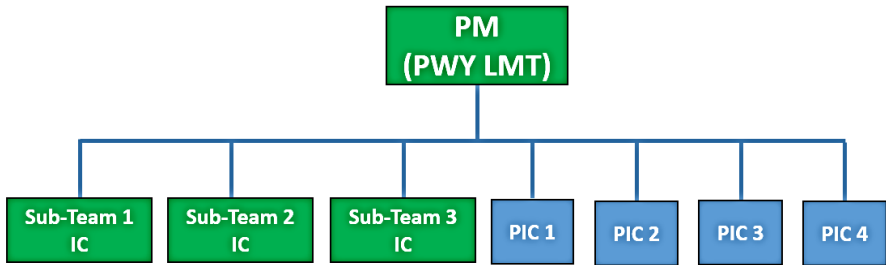 PM
(PWY LMT)
Sub-Team 1
IC
Sub-Team 2
IC
Sub-Team 3
IC
PIC 1
PIC 2
PIC 3
PIC 4